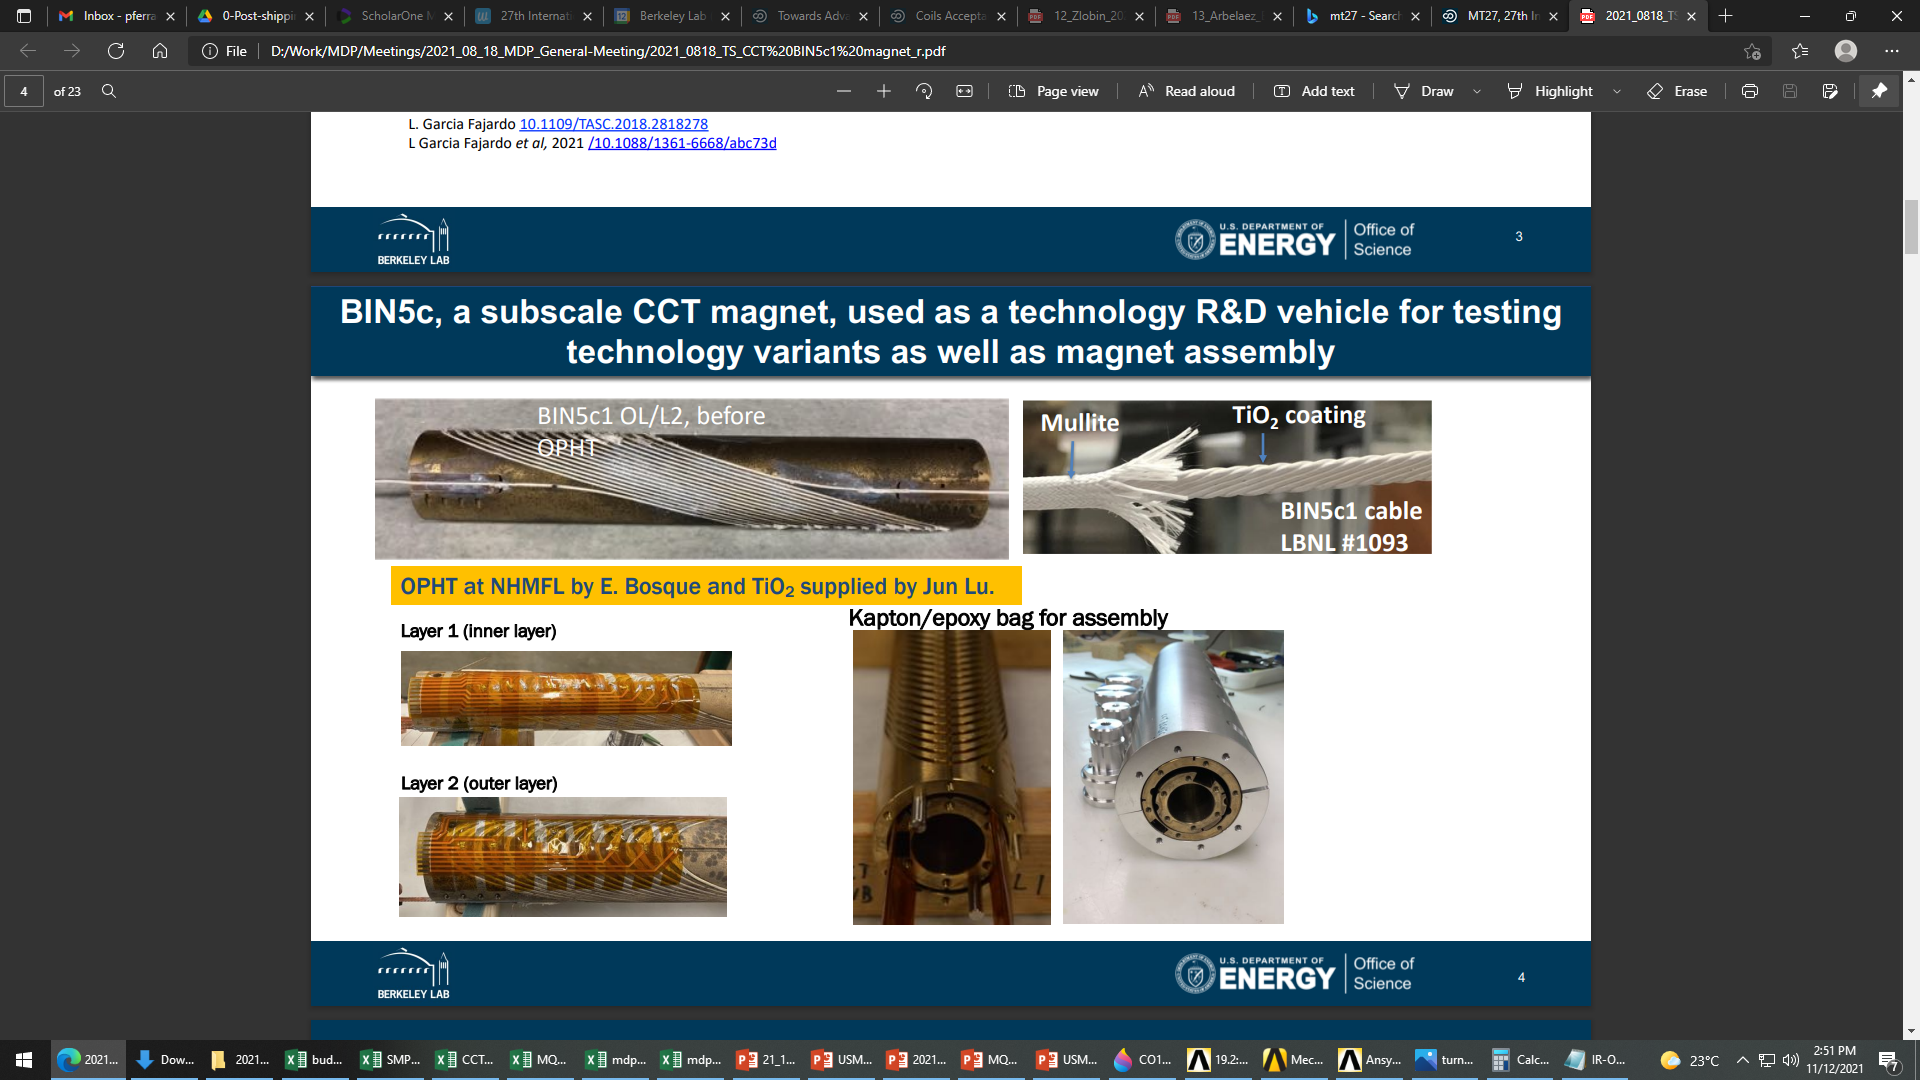 Inbox - pferra
0-Post-shippi
ScholarOne M
27th Internati
Berkeley Lab
Towards Adva
Coils Accepta
12_Zlobin_20
13_Arbelaez_
mt27 - Search
MT27, 27th In
2021_0818_TS
File
D:/Work/MDP/Meetings/2021_08_18_MDP_General-Meeting/2021_0818_TS_CCT%20BIN5c1%20magnet_r.pdf
4 of 23
Page view
Read aloud
Add text
Draw
Highlight
Erase
L. Garcia Fajardo 10.1109/TASC.2018.2818278
L Garcia Fajardo et al, 2021 /10.1088/1361-6668/abc73d
BERKELEY LAB
U.S. DEPARTMENT OF
ENERGY
Office of
Science
3
BIN5c, a subscale CCT magnet, used as a technology R&D vehicle for testing
technology variants as well as magnet assembly
BIN5c1 OL/L2, before
OPHT
Mullite
TiO₂ coating
BIN5c1 cable
LBNL #1093
OPHT at NHMFL by E. Bosque and TiO₂ supplied by Jun Lu.
Kapton/epoxy bag for assembly
Layer 1 (inner layer)
Layer 2 (outer layer)
BERKELEY LAB
U.S. DEPARTMENT OF
ENERGY
Office of
Science
4
2021...
Dow...
2021...
bud...
SMP...
CCT...
MQ...
mdp...
mdp...
21_1...
USM...
2021...
MQ...
USM...
CO1...
19.2:...
Mec...
Ansy...
turn...
Calc...
IR-O...
23°C
2:51 PM
11/12/2021
7